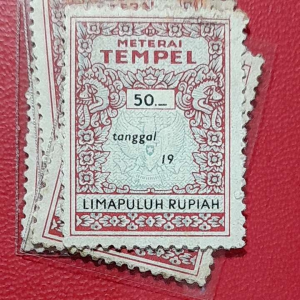 METERAI
TEMPEL
50.—
tanggal
19
LIMAPULUH RUPIAH